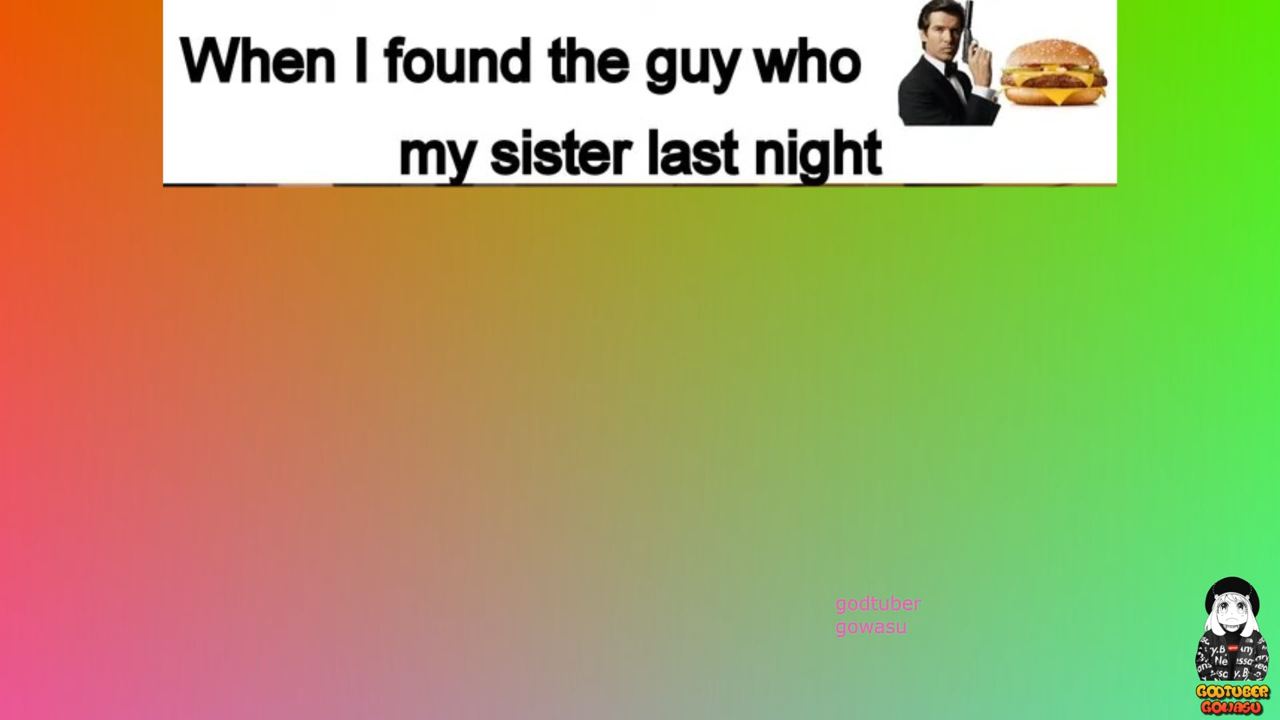 When I found the guy who
my sister last night
godtuber
gowasu
GODTUBER
GOWASU